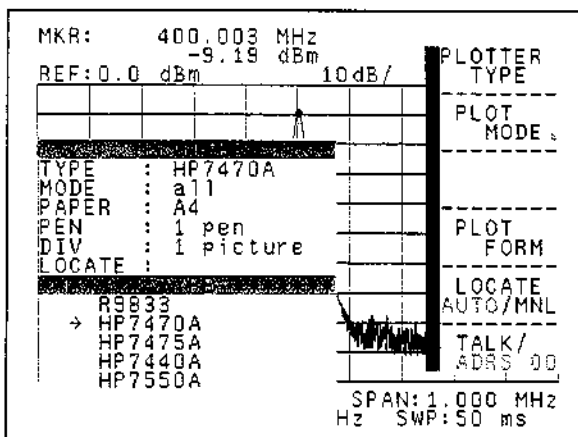 MKR: 400.003 MHz
-9.19 dBm
REF:0.0 dBm 10dB/
TYPE : HP7470A
MODE : all
PAPER : A4
PEN : 1 pen
DIV : 1 picture
LOCATE :
R9833
→ HP7470A
HP7475A
HP7440A
HP7550A
PLOTTER
TYPE
PLOT
MODE
PLOT
FORM
LOCATE
AUTO/MNL
TALK/
ADRS 00
SPAN:1.000 MHz
Hz SWP:50 ms